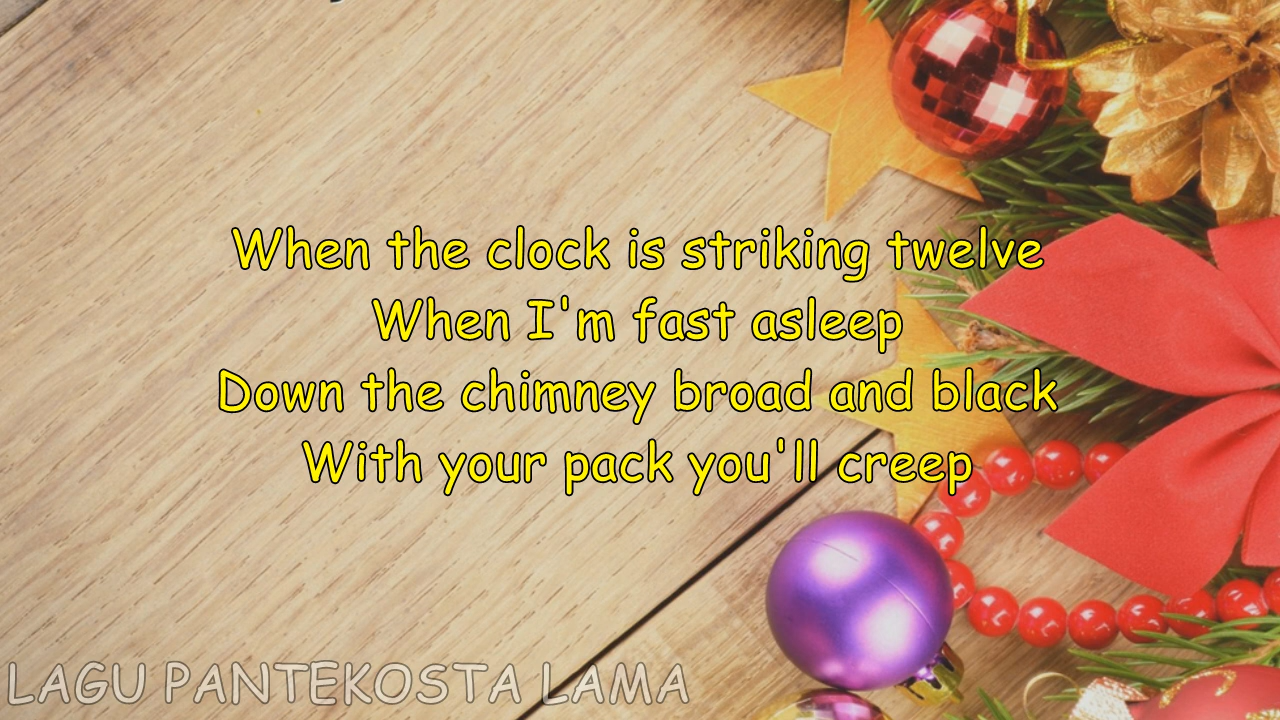 When the clock is striking twelve
When I'm fast asleep
Down the chimney broad and black
With your pack you'll creep
LAGU PANTEKOSTA LAMA